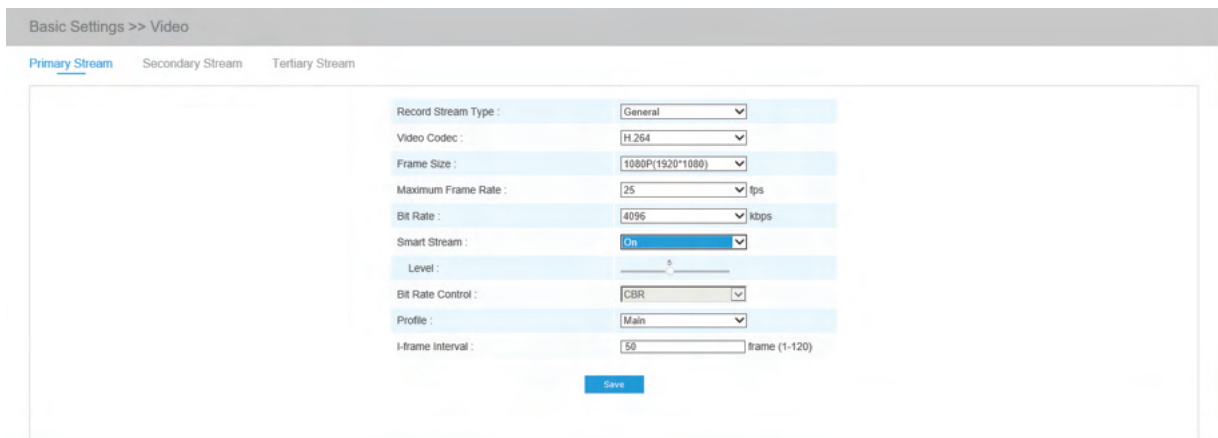 Basic Settings >> Video
Primary Stream Secondary Stream Tertiary Stream
Record Stream Type : General
Video Codec : H.264
Frame Size : 1080P(1920*1080)
Maximum Frame Rate : 25 fps
Bit Rate : 4096 kbps
Smart Stream : On
Level : 5
Bit Rate Control : CBR
Profile : Main
I-frame Interval : 50 frame (1-120)
Save